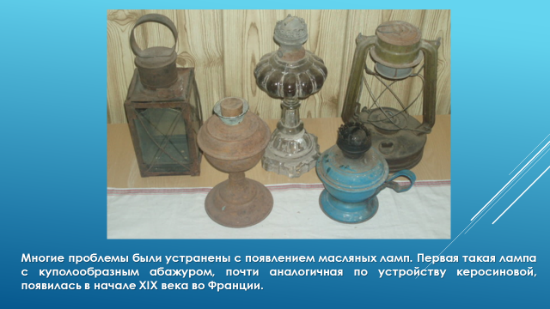 Многие проблемы были устранены с появлением масляных ламп. Первая такая лампа
с куполообразным абажуром, почти аналогичная по устройству керосиновой,
появилась в начале XIX века во Франции.